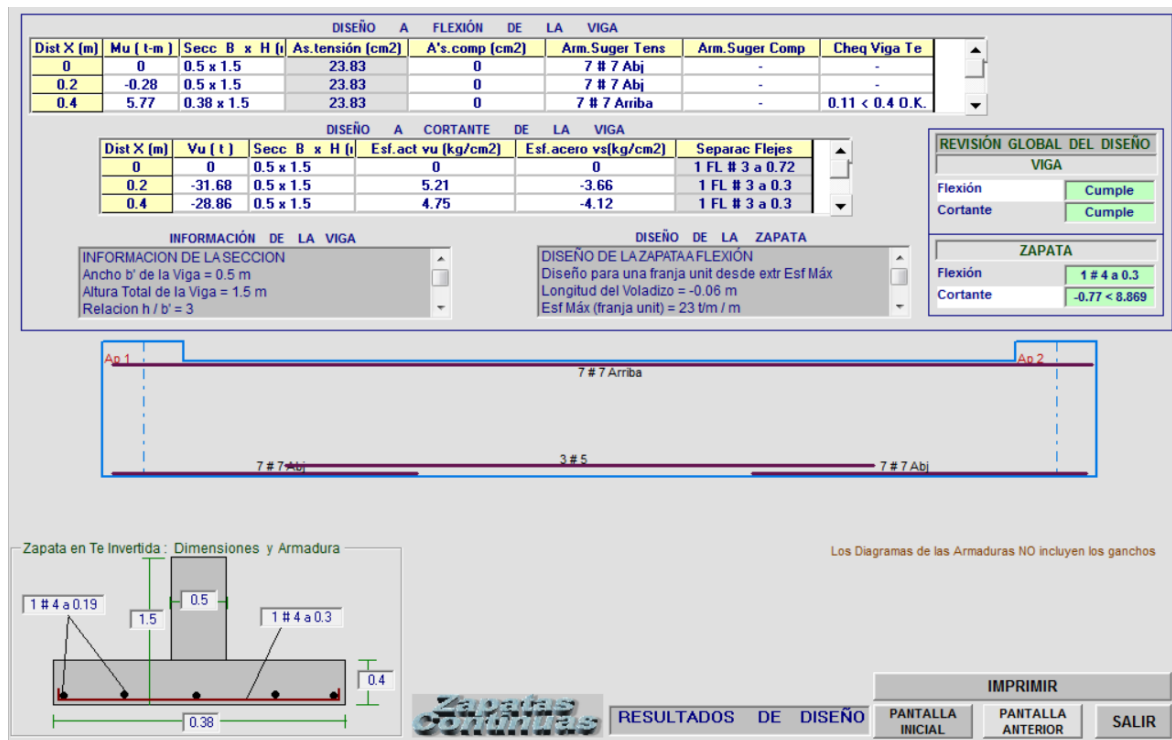 DISEÑO A FLEXIÓN DE LA VIGA
Dist X (m) Mu ( t-m ) Secc B x H (ı As.tensión (cm2) A's.comp (cm2) Arm.Suger Tens Arm.Suger Comp Cheq Viga Te
0 0 0.5 x 1.5 23.83 0 7 # 7 Abj - -
0.2 -0.28 0.5 x 1.5 23.83 0 7 # 7 Abj - -
0.4 5.77 0.38 x 1.5 23.83 0 7 # 7 Arriba - 0.11 < 0.4 O.K.
DISEÑO A CORTANTE DE LA VIGA
Dist X (m) Vu ( t ) Secc B x H (ı Esf.act vu (kg/cm2) Esf.acero vs(kg/cm2) Separac Flejes
0 0 0.5 x 1.5 0 0 1 FL # 3 a 0.72
0.2 -31.68 0.5 x 1.5 5.21 -3.66 1 FL # 3 a 0.3
0.4 -28.86 0.5 x 1.5 4.75 -4.12 1 FL # 3 a 0.3
REVISIÓN GLOBAL DEL DISEÑO
VIGA
Flexión Cumple
Cortante Cumple
ZAPATA
Flexión 1 # 4 a 0.3
Cortante -0.77 < 8.869
INFORMACIÓN DE LA VIGA
INFORMACION DE LA SECCION
Ancho b' de la Viga = 0.5 m
Altura Total de la Viga = 1.5 m
Relacion h / b' = 3
DISEÑO DE LA ZAPATA
DISEÑO DE LA ZAPATA A FLEXIÓN
Diseño para una franja unit desde extr Esf Máx
Longitud del Voladizo = -0.06 m
Esf Máx (franja unit) = 23 t/m / m
Ap 1 Ap 2
7 # 7 Arriba
7 # 7 Abj 3 # 5 7 # 7 Abj
Zapata en Te Invertida : Dimensiones y Armadura
Los Diagramas de las Armaduras NO incluyen los ganchos
1 # 4 a 0.19 1.5 0.5 1 # 4 a 0.3
0.4
0.38
Zapatas
Continuas
RESULTADOS DE DISEÑO
IMPRIMIR
PANTALLA INICIAL
PANTALLA ANTERIOR
SALIR